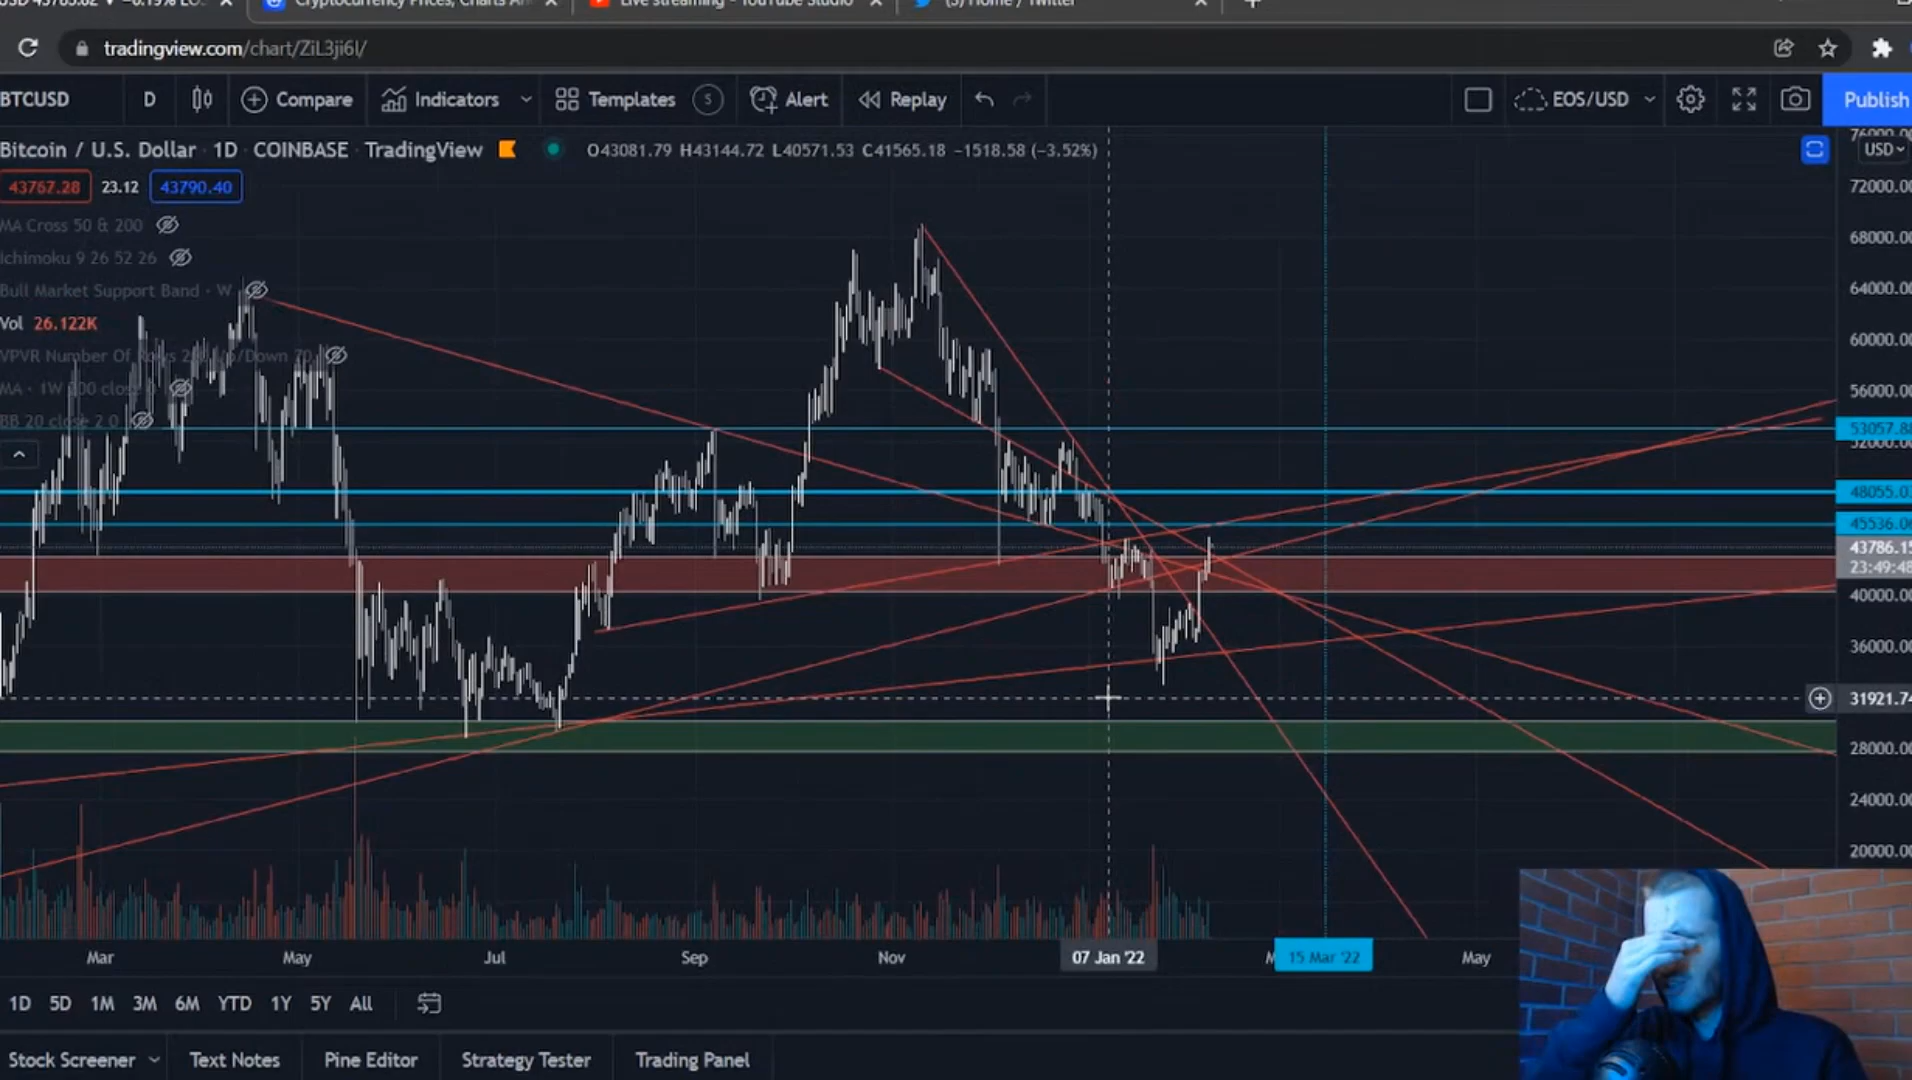 Cryptocurrency Prices, Charts An
Live streaming - YouTube Studio
Home / Twitter
tradingview.com/chart/ZiL3ji6l/
BTCUSD D Compare Indicators Templates S Alert Replay EOS/USD Publish
Bitcoin / U.S. Dollar · 1D · COINBASE · TradingView O43081.79 H43144.72 L40571.53 C41565.18 −1518.58 (−3.52%)
43767.28 23.12 43790.40
MA Cross 50 & 200
Ichimoku 9 26 52 26
Bull Market Support Band · W
Vol 26.122K
VPVR Number Of Rows Up/Down 70
MA · 1W close 0
BB 20 close 2 0
76000.00
USD
72000.00
68000.00
64000.00
60000.00
56000.00
53057.88
52000.00
48055.03
45536.06
43786.15
23:49:48
40000.00
36000.00
31921.74
28000.00
24000.00
20000.00
Mar May Jul Sep Nov 07 Jan '22 M 15 Mar '22 May
1D 5D 1M 3M 6M YTD 1Y 5Y All
Stock Screener Text Notes Pine Editor Strategy Tester Trading Panel